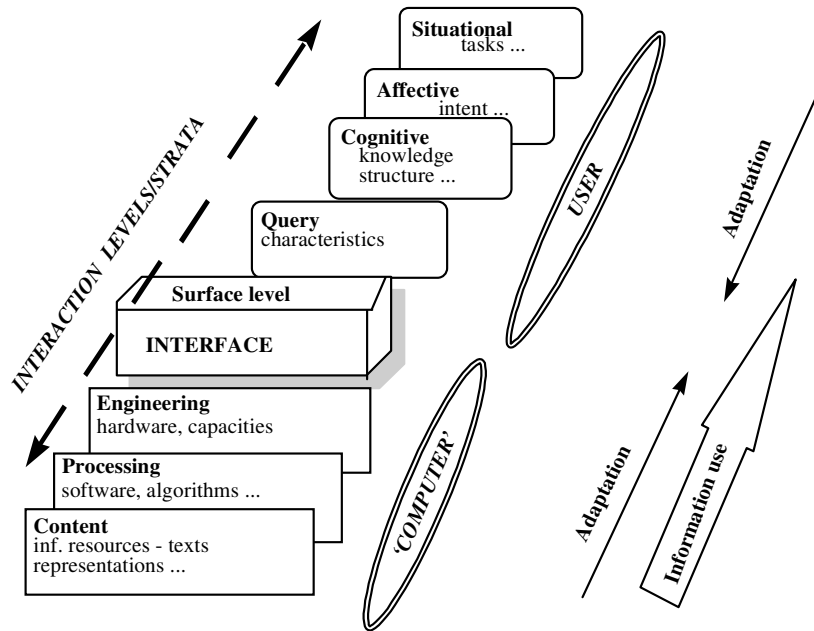 Situational
tasks ...
Affective
intent ...
Cognitive
knowledge
structure ...
Query
characteristics
Surface level
INTERFACE
Engineering
hardware, capacities
Processing
software, algorithms ...
Content
inf. resources - texts
representations ...
INTERACTION LEVELS/STRATA
USER
‘COMPUTER’
Adaptation
Adaptation
Information use